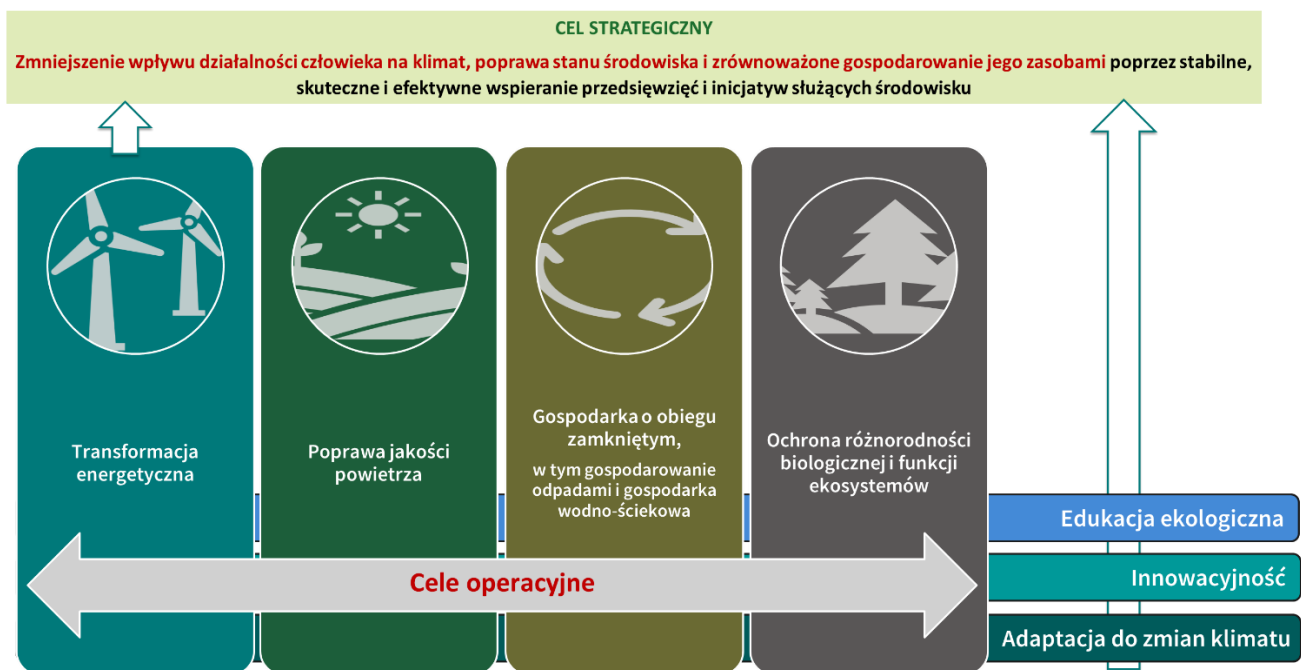 CEL STRATEGICZNY
Zmniejszenie wpływu działalności człowieka na klimat, poprawa stanu środowiska i zrównoważone gospodarowanie jego zasobami poprzez stabilne,
skuteczne i efektywne wspieranie przedsięwzięć i inicjatyw służących środowisku
Transformacja
energetyczna
Poprawa jakości
powietrza
Gospodarka o obiegu
zamkniętym,
w tym gospodarowanie
odpadami i gospodarka
wodno-ściekowa
Ochrona różnorodności
biologicznej i funkcji
ekosystemów
Edukacja ekologiczna
Cele operacyjne
Innowacyjność
Adaptacja do zmian klimatu